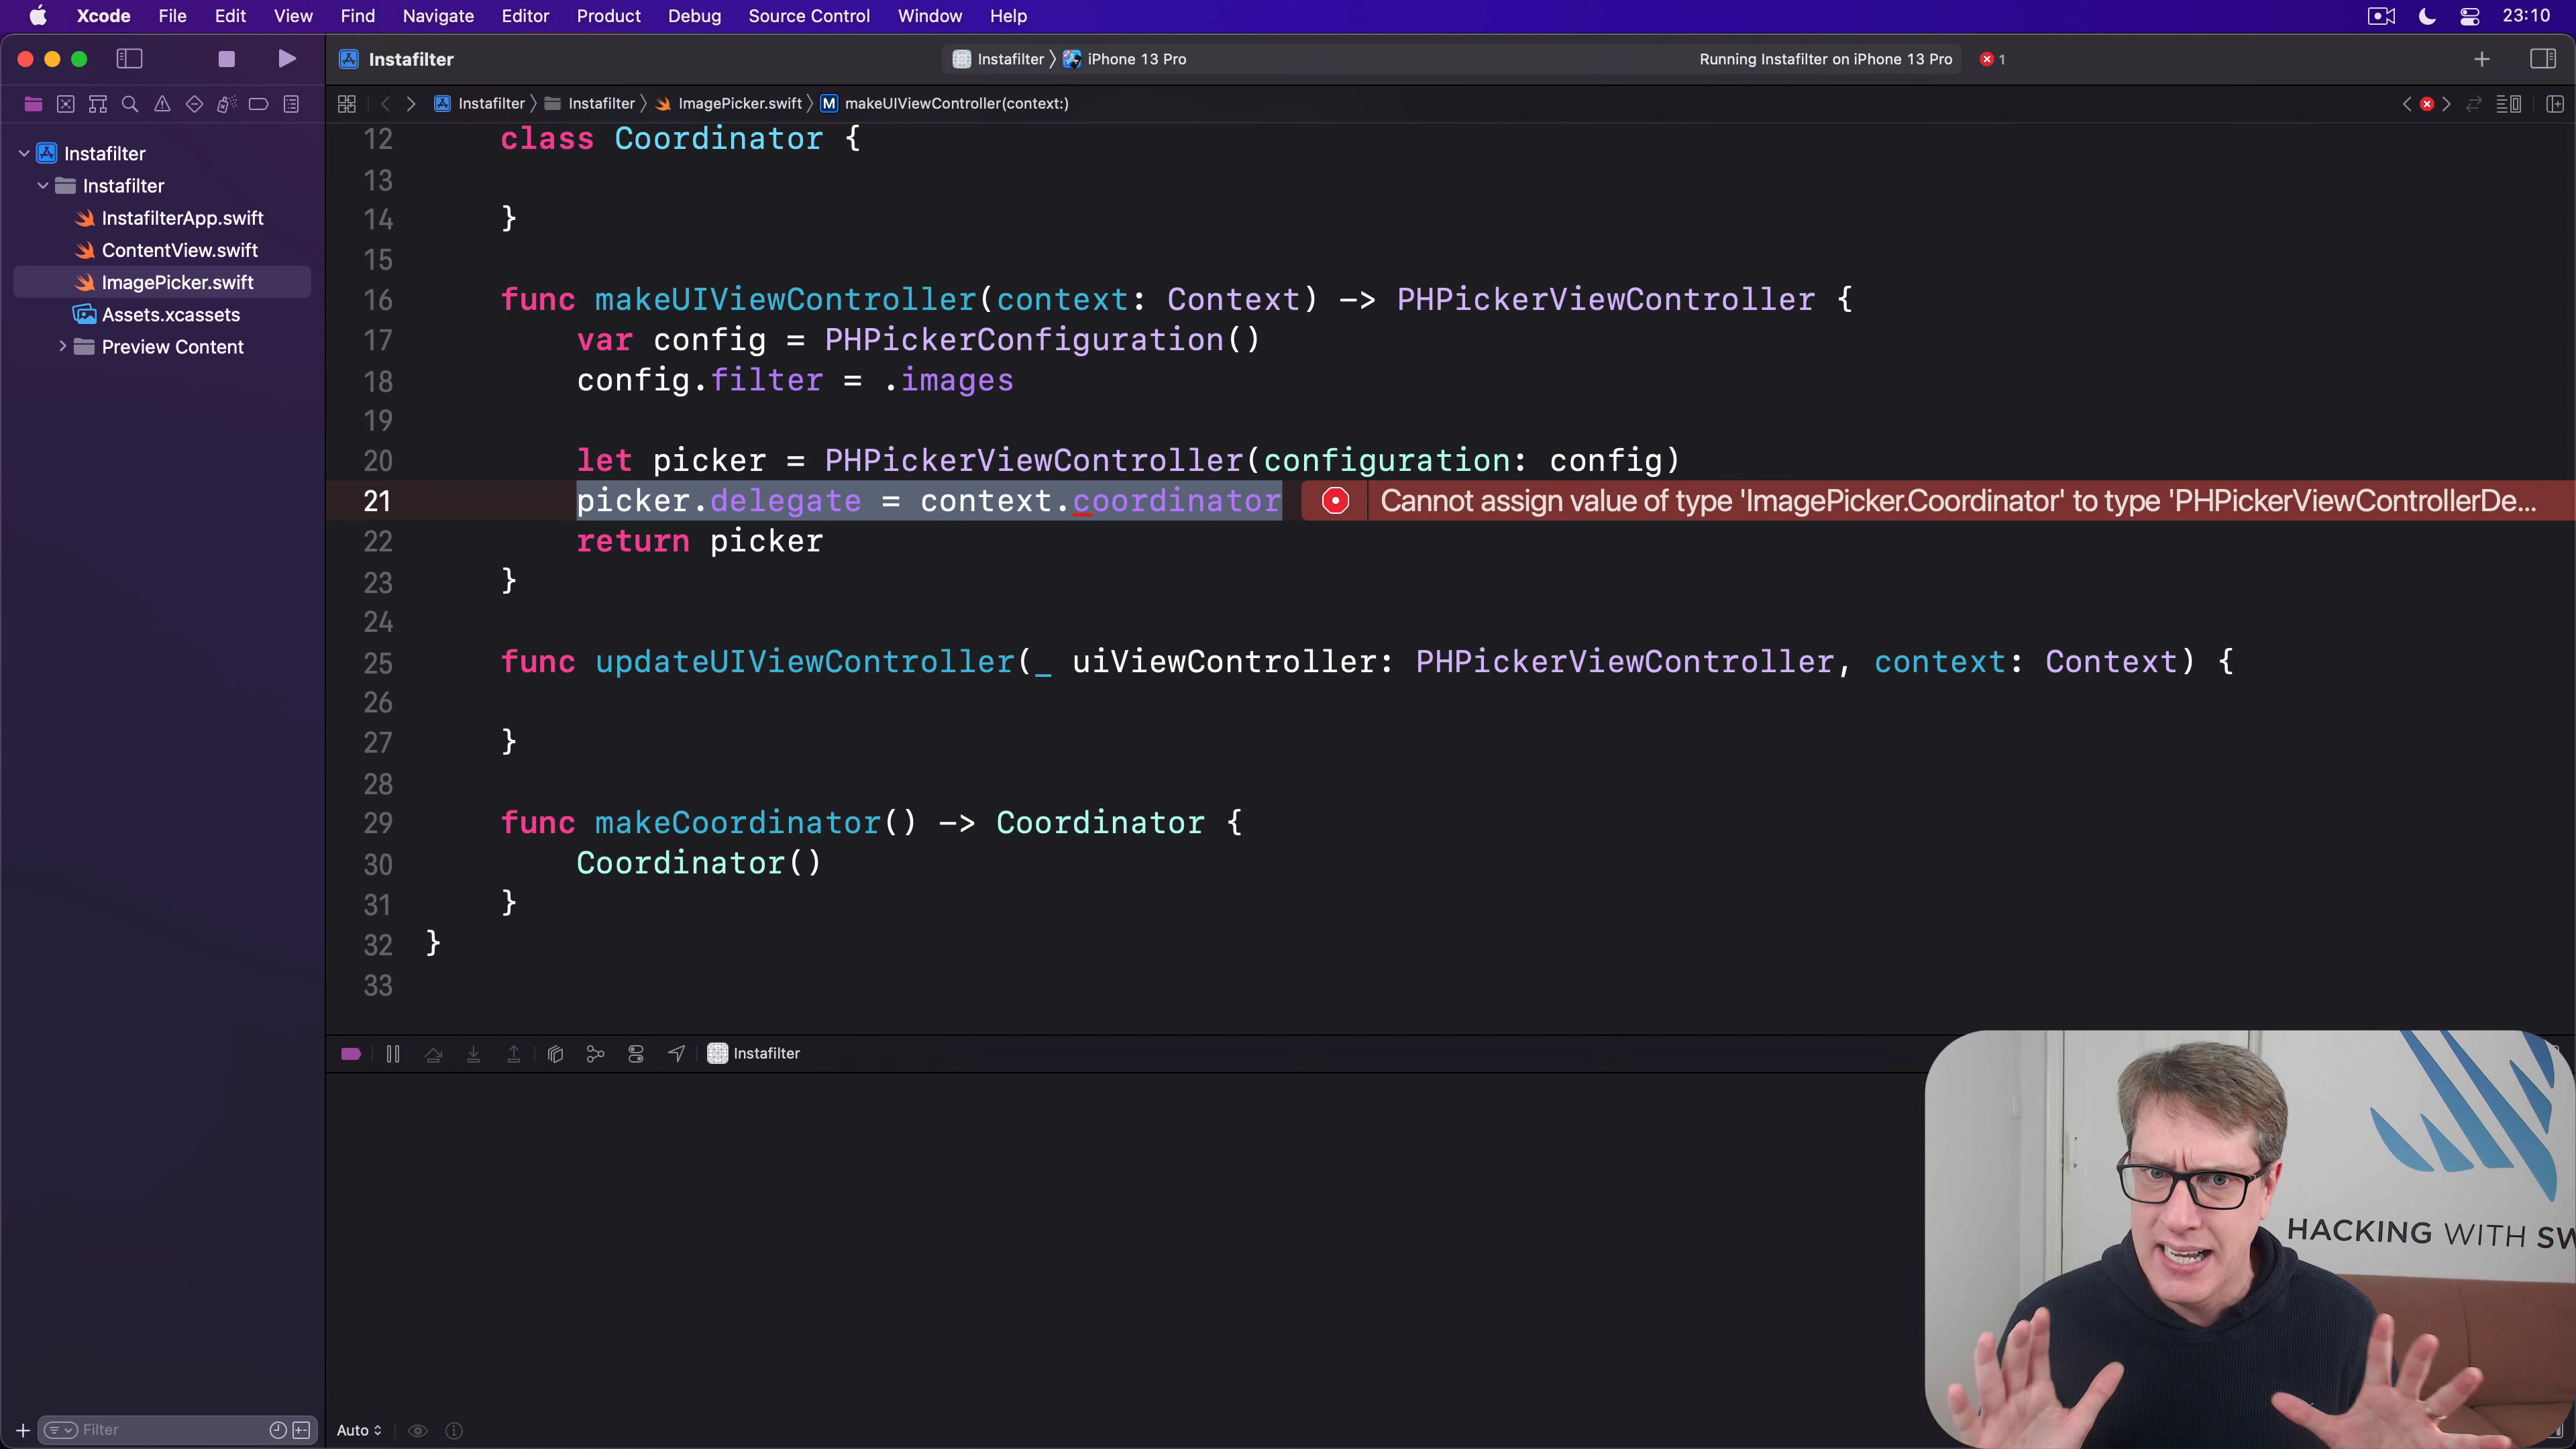 Xcode File Edit View Find Navigate Editor Product Debug Source Control Window Help 23:10
Instafilter Instafilter iPhone 13 Pro Running Instafilter on iPhone 13 Pro 1
Instafilter Instafilter ImagePicker.swift M makeUIViewController(context:)
Instafilter
Instafilter
InstafilterApp.swift
ContentView.swift
ImagePicker.swift
Assets.xcassets
Preview Content
12 class Coordinator {
13
14 }
15
16 func makeUIViewController(context: Context) -> PHPickerViewController {
17 var config = PHPickerConfiguration()
18 config.filter = .images
19
20 let picker = PHPickerViewController(configuration: config)
21 picker.delegate = context.coordinator Cannot assign value of type 'ImagePicker.Coordinator' to type 'PHPickerViewControllerDe...
22 return picker
23 }
24
25 func updateUIViewController(_ uiViewController: PHPickerViewController, context: Context) {
26
27 }
28
29 func makeCoordinator() -> Coordinator {
30 Coordinator()
31 }
32 }
33
Instafilter
HACKING WITH SW
Filter
Auto